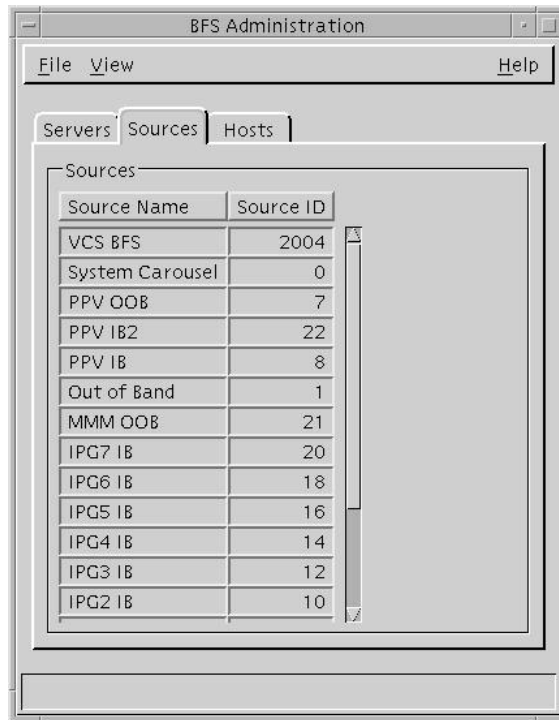 BFS Administration
File View Help
Servers Sources Hosts
Sources
Source Name Source ID
VCS BFS 2004
System Carousel 0
PPV OOB 7
PPV IB2 22
PPV IB 8
Out of Band 1
MMM OOB 21
IPG7 IB 20
IPG6 IB 18
IPG5 IB 16
IPG4 IB 14
IPG3 IB 12
IPG2 IB 10